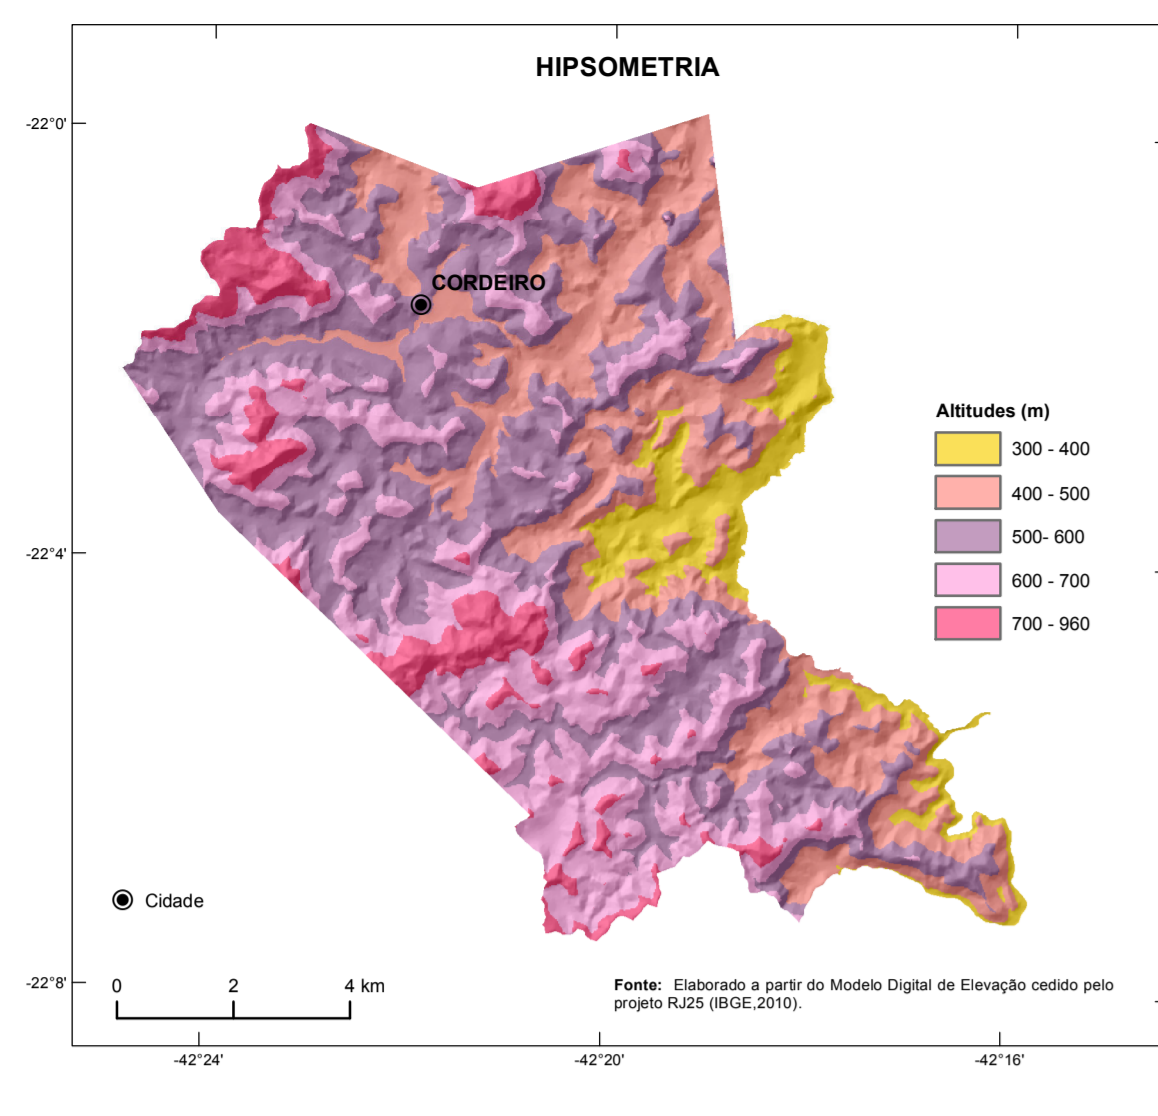 HIPSOMETRIA
-22°0'
CORDEIRO
Altitudes (m)
300 - 400
400 - 500
500- 600
600 - 700
700 - 960
-22°4'
Cidade
-22°8'
0 2 4 km
Fonte: Elaborado a partir do Modelo Digital de Elevação cedido pelo
projeto RJ25 (IBGE,2010).
-42°24' -42°20' -42°16'